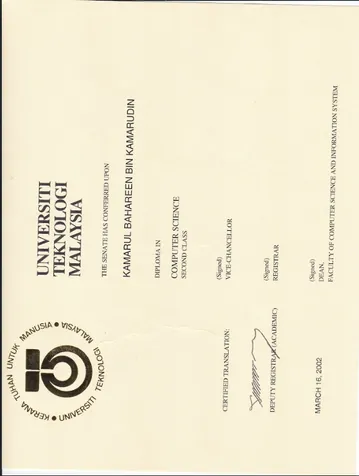 UNIVERSITI
TEKNOLOGI
MALAYSIA
KERANA TUHAN UNTUK MANUSIA • UNIVERSITI TEKNOLOGI MALAYSIA •
THE SENATE HAS CONFERRED UPON
KAMARUL BAHAREEN BIN KAMARUDIN
DIPLOMA IN
COMPUTER SCIENCE
SECOND CLASS
CERTIFIED TRANSLATION:
(Signed)
VICE-CHANCELLOR
DEPUTY REGISTRAR (ACADEMIC)
(Signed)
REGISTRAR
MARCH 16, 2002
(Signed)
DEAN,
FACULTY OF COMPUTER SCIENCE AND INFORMATION SYSTEM